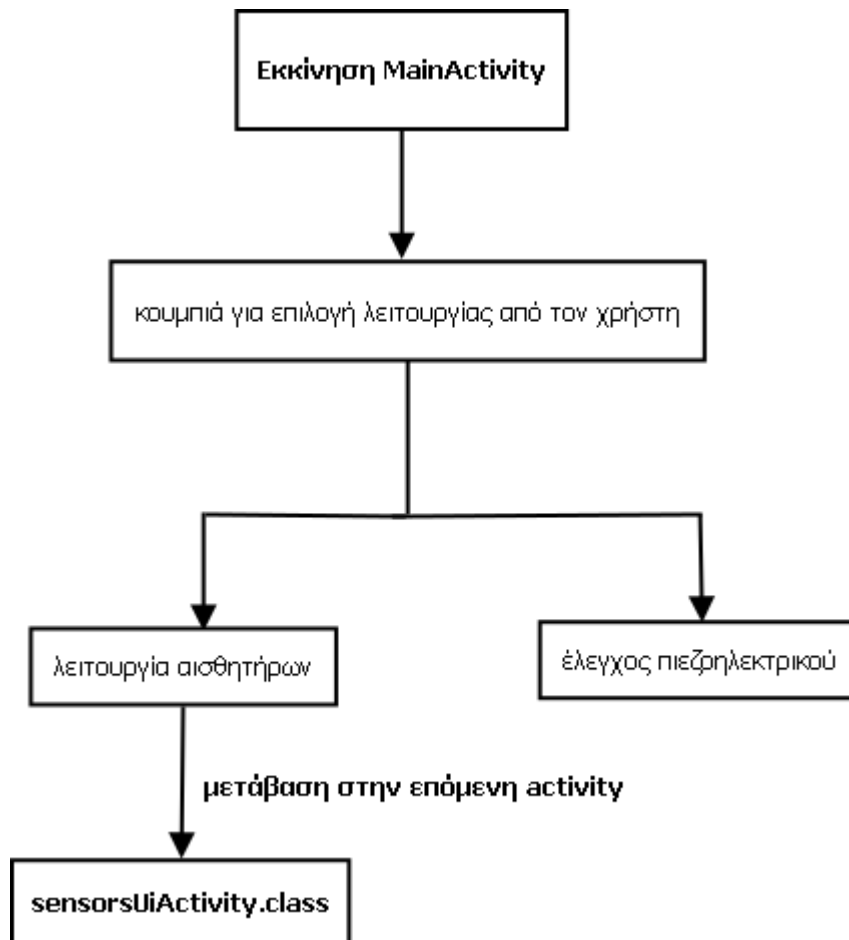 Εκκίνηση MainActivity
κουμπιά για επιλογή λειτουργίας από τον χρήστη
λειτουργία αισθητήρων
έλεγχος πιεζοηλεκτρικού
μετάβαση στην επόμενη activity
sensorsUiActivity.class